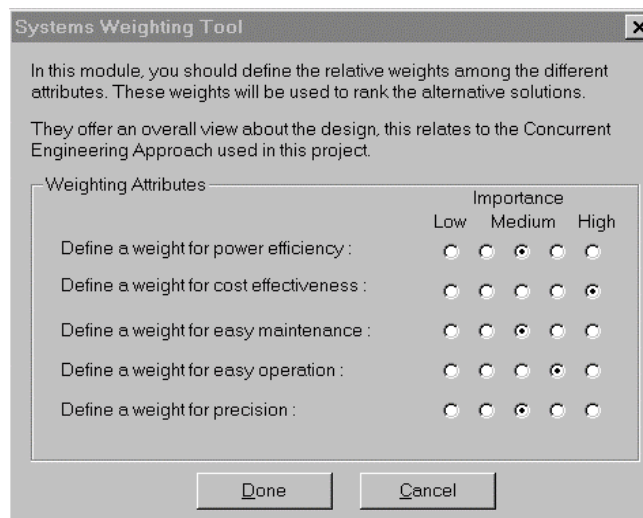 Systems Weighting Tool
In this module, you should define the relative weights among the different
attributes. These weights will be used to rank the alternative solutions.
They offer an overall view about the design, this relates to the Concurrent
Engineering Approach used in this project.
Weighting Attributes
Importance
Low Medium High
Define a weight for power efficiency :
Define a weight for cost effectiveness :
Define a weight for easy maintenance :
Define a weight for easy operation :
Define a weight for precision :
Done Cancel